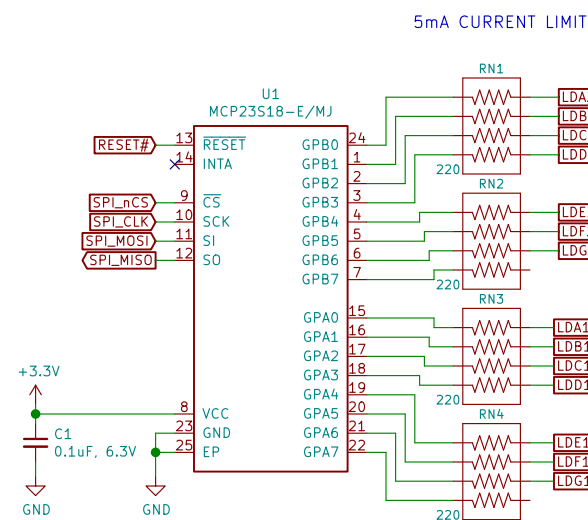 5mA CURRENT LIMIT
U1
MCP23S18-E/MJ
RESET# 13 RESET GPB0 24
14 INTA GPB1 1
GPB2 2
SPI_nCS 9 CS GPB3 3
SPI_CLK 10 SCK GPB4 4
SPI_MOSI 11 SI GPB5 5
SPI_MISO 12 SO GPB6 6
GPB7 7
GPA0 15
GPA1 16
GPA2 17
GPA3 18
GPA4 19
8 VCC GPA5 20
23 GND GPA6 21
25 EP GPA7 22
+3.3V
C1
0.1uF, 6.3V
GND
GND
RN1
LDA
LDB
LDC
LDD
220
RN2
LDE
LDF
LDG
220
RN3
LDA1
LDB1
LDC1
LDD1
220
RN4
LDE1
LDF1
LDG1
220